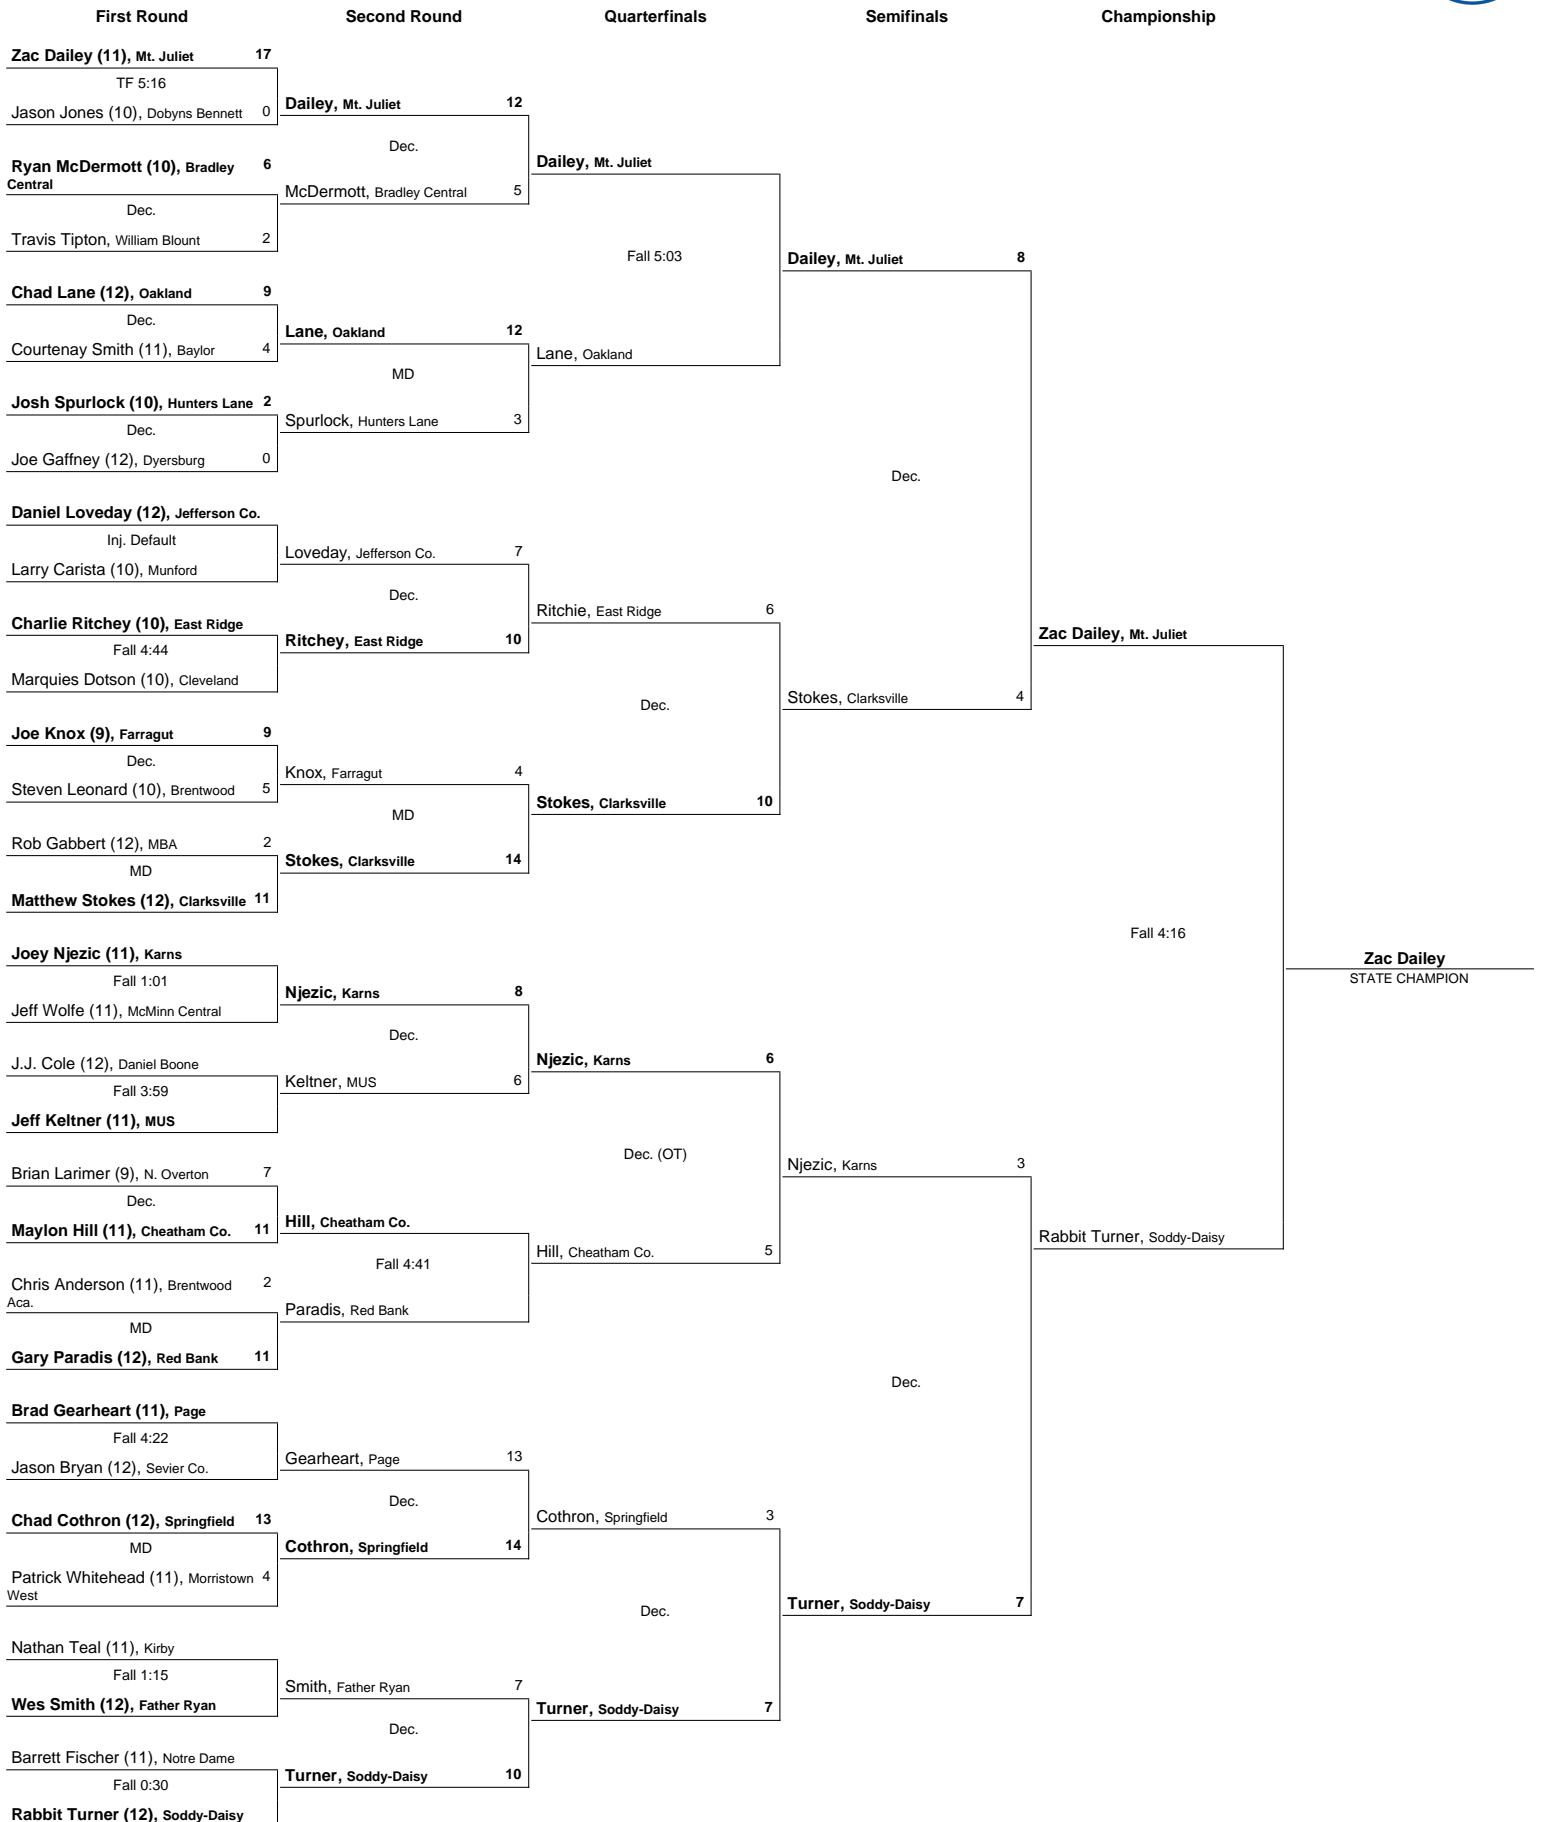 First Round
Second Round
Quarterfinals
Semifinals
Championship
Zac Dailey (11), Mt. Juliet 17
TF 5:16
Jason Jones (10), Dobyns Bennett 0
Ryan McDermott (10), Bradley 6
Central
Dec.
Travis Tipton, William Blount 2
Chad Lane (12), Oakland 9
Dec.
Courtenay Smith (11), Baylor 4
Josh Spurlock (10), Hunters Lane 2
Dec.
Joe Gaffney (12), Dyersburg 0
Daniel Loveday (12), Jefferson Co.
Inj. Default
Larry Carista (10), Munford
Charlie Ritchey (10), East Ridge
Fall 4:44
Marquies Dotson (10), Cleveland
Joe Knox (9), Farragut 9
Dec.
Steven Leonard (10), Brentwood 5
Rob Gabbert (12), MBA 2
MD
Matthew Stokes (12), Clarksville 11
Joey Njezic (11), Karns
Fall 1:01
Jeff Wolfe (11), McMinn Central
J.J. Cole (12), Daniel Boone
Fall 3:59
Jeff Keltner (11), MUS
Brian Larimer (9), N. Overton 7
Dec.
Maylon Hill (11), Cheatham Co. 11
Chris Anderson (11), Brentwood 2
Aca.
MD
Gary Paradis (12), Red Bank 11
Brad Gearheart (11), Page
Fall 4:22
Jason Bryan (12), Sevier Co.
Chad Cothron (12), Springfield 13
MD
Patrick Whitehead (11), Morristown 4
West
Nathan Teal (11), Kirby
Fall 1:15
Wes Smith (12), Father Ryan
Barrett Fischer (11), Notre Dame
Fall 0:30
Rabbit Turner (12), Soddy-Daisy
Dailey, Mt. Juliet 12
Dec.
McDermott, Bradley Central 5
Lane, Oakland 12
MD
Spurlock, Hunters Lane 3
Loveday, Jefferson Co. 7
Dec.
Ritchey, East Ridge 10
Knox, Farragut 4
MD
Stokes, Clarksville 14
Njezic, Karns 8
Dec.
Keltner, MUS 6
Hill, Cheatham Co.
Fall 4:41
Paradis, Red Bank
Gearheart, Page 13
Dec.
Cothron, Springfield 14
Smith, Father Ryan 7
Dec.
Turner, Soddy-Daisy 10
Dailey, Mt. Juliet
Fall 5:03
Lane, Oakland
Ritchie, East Ridge 6
Dec.
Stokes, Clarksville 10
Njezic, Karns 6
Dec. (OT)
Hill, Cheatham Co. 5
Cothron, Springfield 3
Dec.
Turner, Soddy-Daisy 7
Dailey, Mt. Juliet 8
Dec.
Stokes, Clarksville 4
Njezic, Karns 3
Dec.
Turner, Soddy-Daisy 7
Zac Dailey, Mt. Juliet
Fall 4:16
Rabbit Turner, Soddy-Daisy
Zac Dailey
STATE CHAMPION